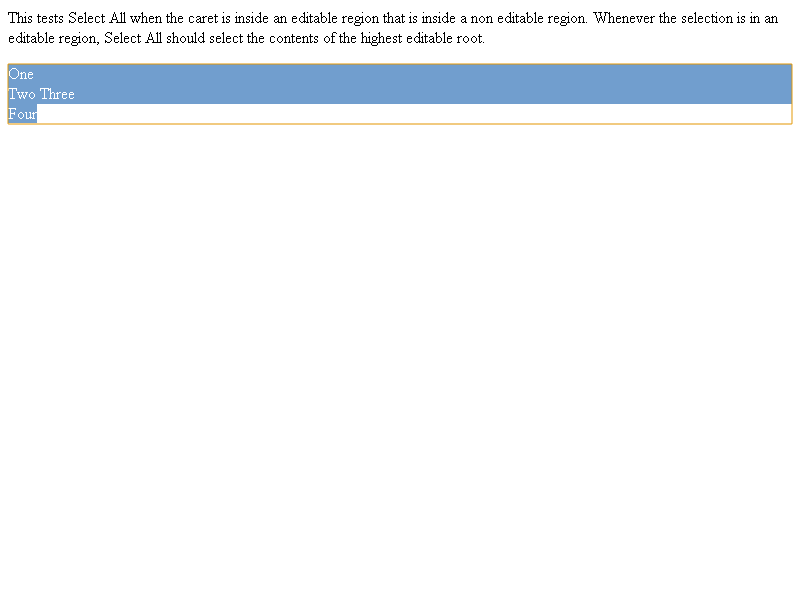 This tests Select All when the caret is inside an editable region that is inside a non editable region. Whenever the selection is in an
editable region, Select All should select the contents of the highest editable root.
One
Two Three
Four